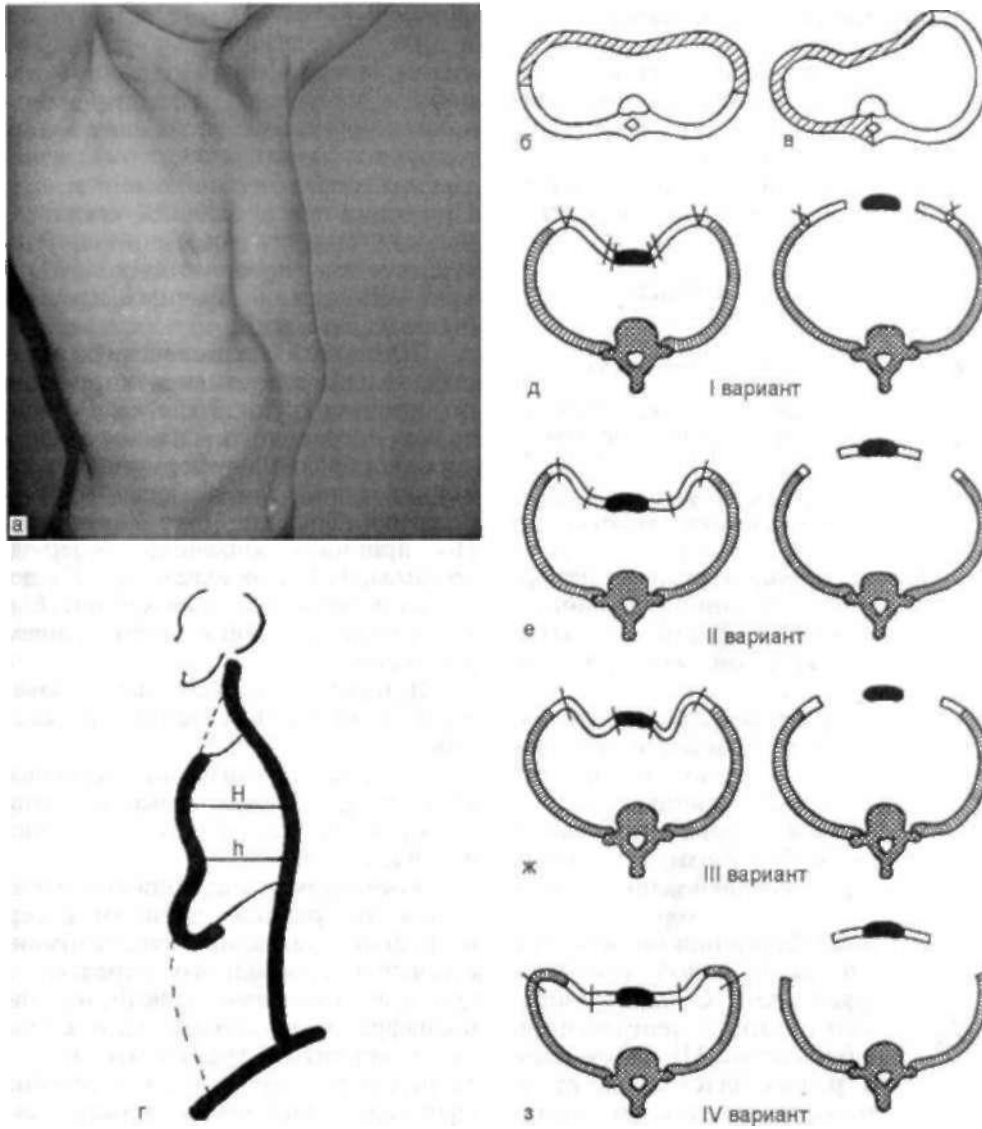 а
б
в
д
I вариант
е
II вариант
ж
III вариант
з
IV вариант
H
h
г